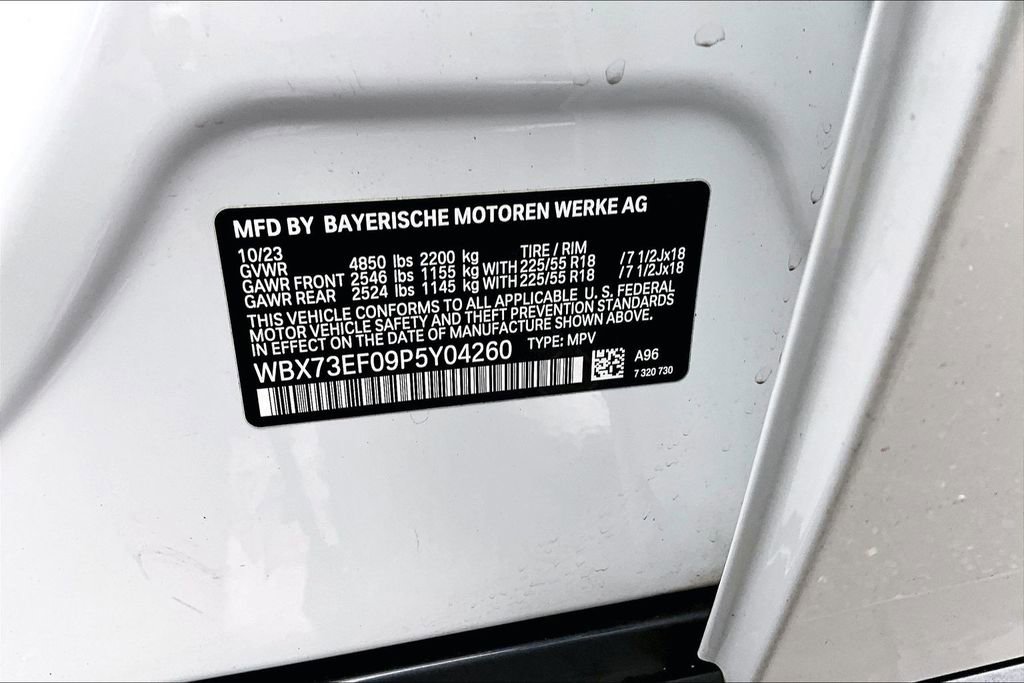 MFD BY BAYERISCHE MOTOREN WERKE AG
10/23 TIRE / RIM
GVWR 4850 lbs 2200 kg
GAWR FRONT 2546 lbs 1155 kg WITH 225/55 R18 /7 1/2Jx18
GAWR REAR 2524 lbs 1145 kg WITH 225/55 R18 /7 1/2Jx18
THIS VEHICLE CONFORMS TO ALL APPLICABLE U. S. FEDERAL
MOTOR VEHICLE SAFETY AND THEFT PREVENTION STANDARDS
IN EFFECT ON THE DATE OF MANUFACTURE SHOWN ABOVE.
WBX73EF09P5Y04260 TYPE: MPV
A96
7 320 730